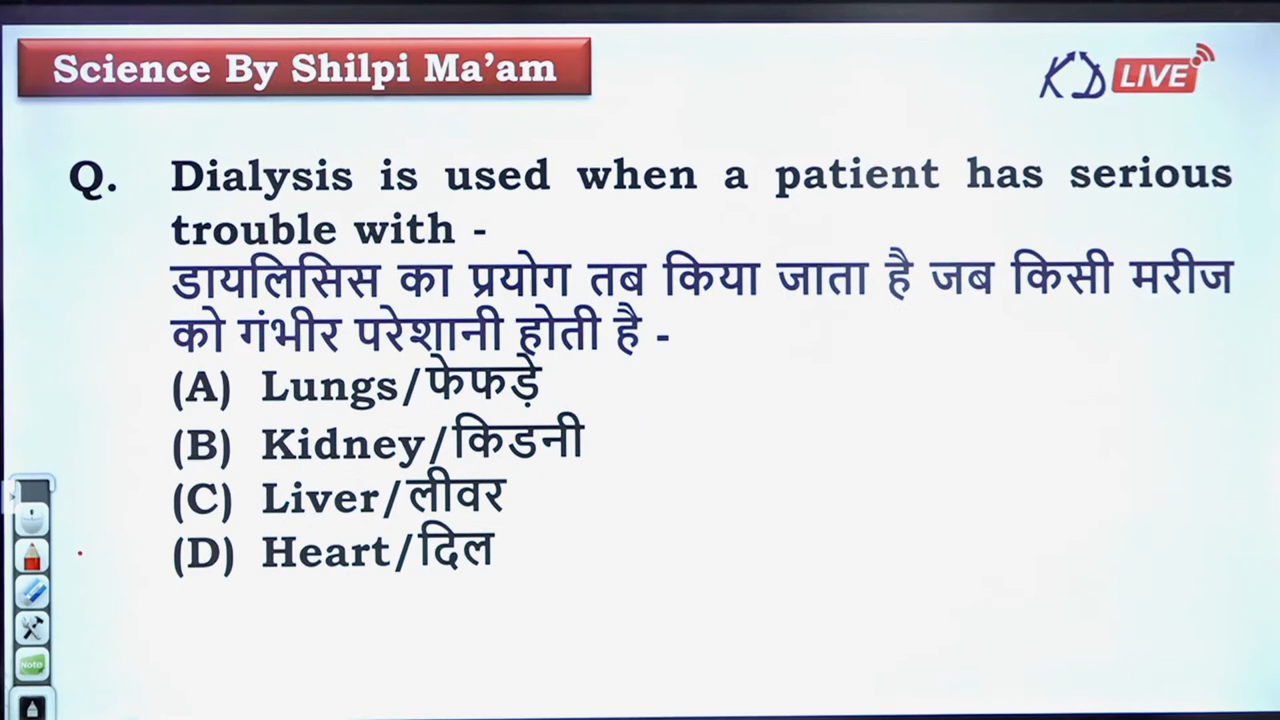 Science By Shilpi Ma’am
KD LIVE
Q. Dialysis is used when a patient has serious
trouble with -
डायलिसिस का प्रयोग तब किया जाता है जब किसी मरीज
को गंभीर परेशानी होती है -
(A) Lungs/फेफड़े
(B) Kidney/किडनी
(C) Liver/लीवर
(D) Heart/दिल
Note